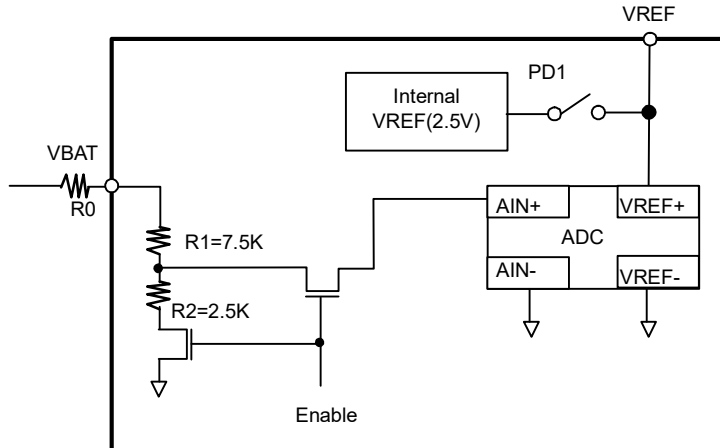 VREF
PD1
Internal
VREF(2.5V)
VBAT
R0
AIN+
VREF+
R1=7.5K
ADC
AIN-
VREF-
R2=2.5K
Enable